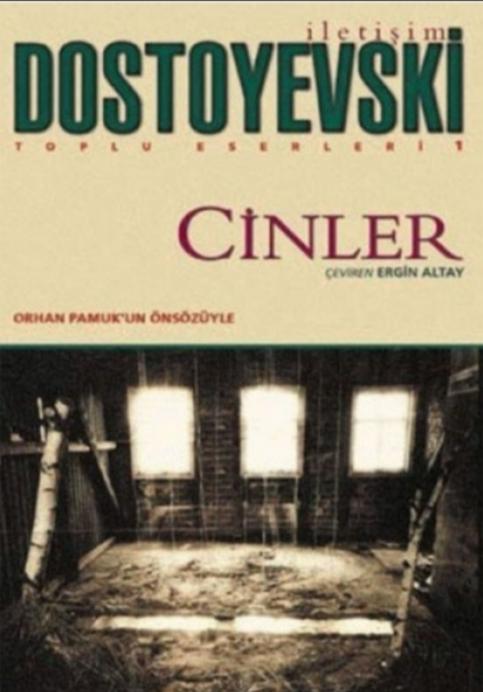 iletişim
DOSTOYEVSKİ
TOPLU ESERLERİ 1
CİNLER
ÇEVİREN ERGİN ALTAY
ORHAN PAMUK'UN ÖNSÖZÜYLE